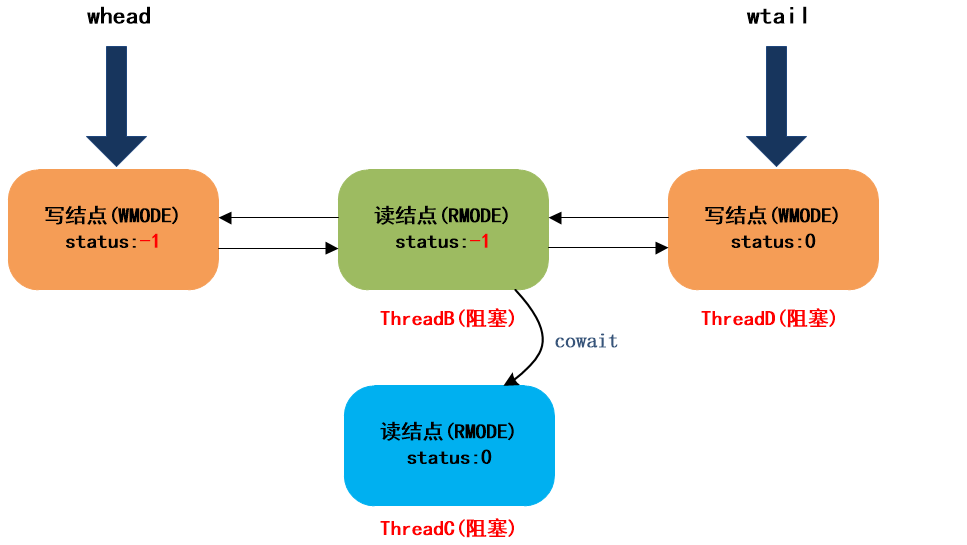 whead
wtail
写结点(WMODE)
status:-1
读结点(RMODE)
status:-1
写结点(WMODE)
status:0
ThreadB(阻塞)
ThreadD(阻塞)
cowait
读结点(RMODE)
status:0
ThreadC(阻塞)